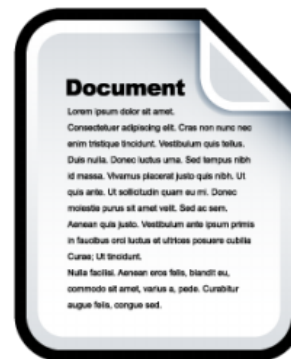 Document
Lorem ipsum dolor sit amet.
Consectetuer adipiscing elit. Cras non nunc nec
enim tristique tincidunt. Vestibulum quis tellus.
Duis nulla. Donec luctus urna. Sed tempus nibh
id massa. Vivamus placerat justo quis nibh. Ut
quis ante. Ut sollicitudin quam eu mi. Donec
molestie purus sit amet velit. Sed ac sem.
Aenean quis justo. Vestibulum ante ipsum primis
in faucibus orci luctus et ultrices posuere cubilia
Curae; Ut tincidunt.
Nulla facilisi. Aenean eros felis, blandit eu,
commodo sit amet, varius a, pede. Curabitur
augue felis, congue sed.